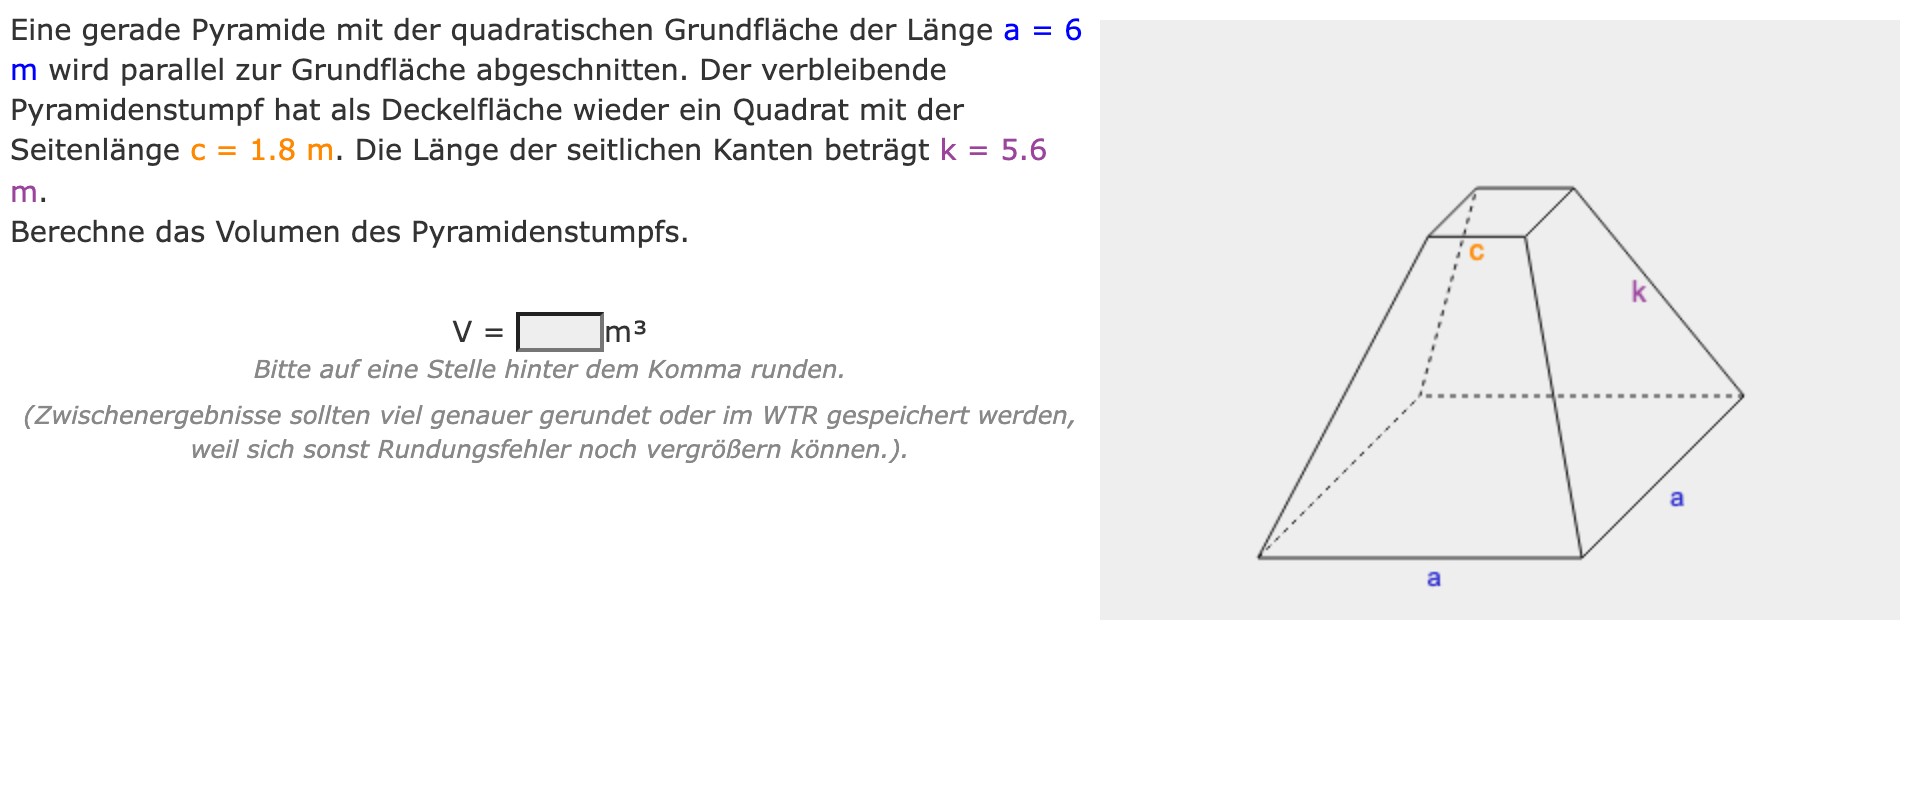 Eine gerade Pyramide mit der quadratischen Grundfläche der Länge a = 6
m wird parallel zur Grundfläche abgeschnitten. Der verbleibende
Pyramidenstumpf hat als Deckelfläche wieder ein Quadrat mit der
Seitenlänge c = 1.8 m. Die Länge der seitlichen Kanten beträgt k = 5.6
m.
Berechne das Volumen des Pyramidenstumpfs.
V = m³
Bitte auf eine Stelle hinter dem Komma runden.
(Zwischenergebnisse sollten viel genauer gerundet oder im WTR gespeichert werden,
weil sich sonst Rundungsfehler noch vergrößern können.).
c
k
a
a